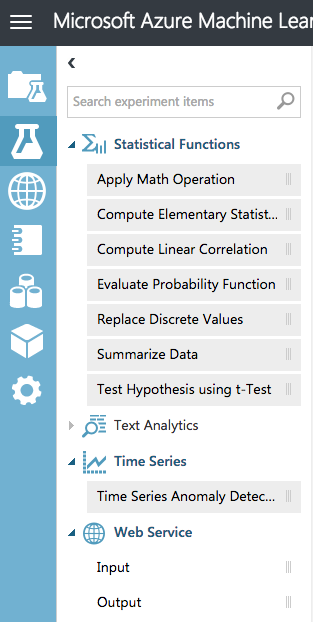 Microsoft Azure Machine Lear
Search experiment items
Statistical Functions
Apply Math Operation
Compute Elementary Statist...
Compute Linear Correlation
Evaluate Probability Function
Replace Discrete Values
Summarize Data
Test Hypothesis using t-Test
Text Analytics
Time Series
Time Series Anomaly Detec...
Web Service
Input
Output